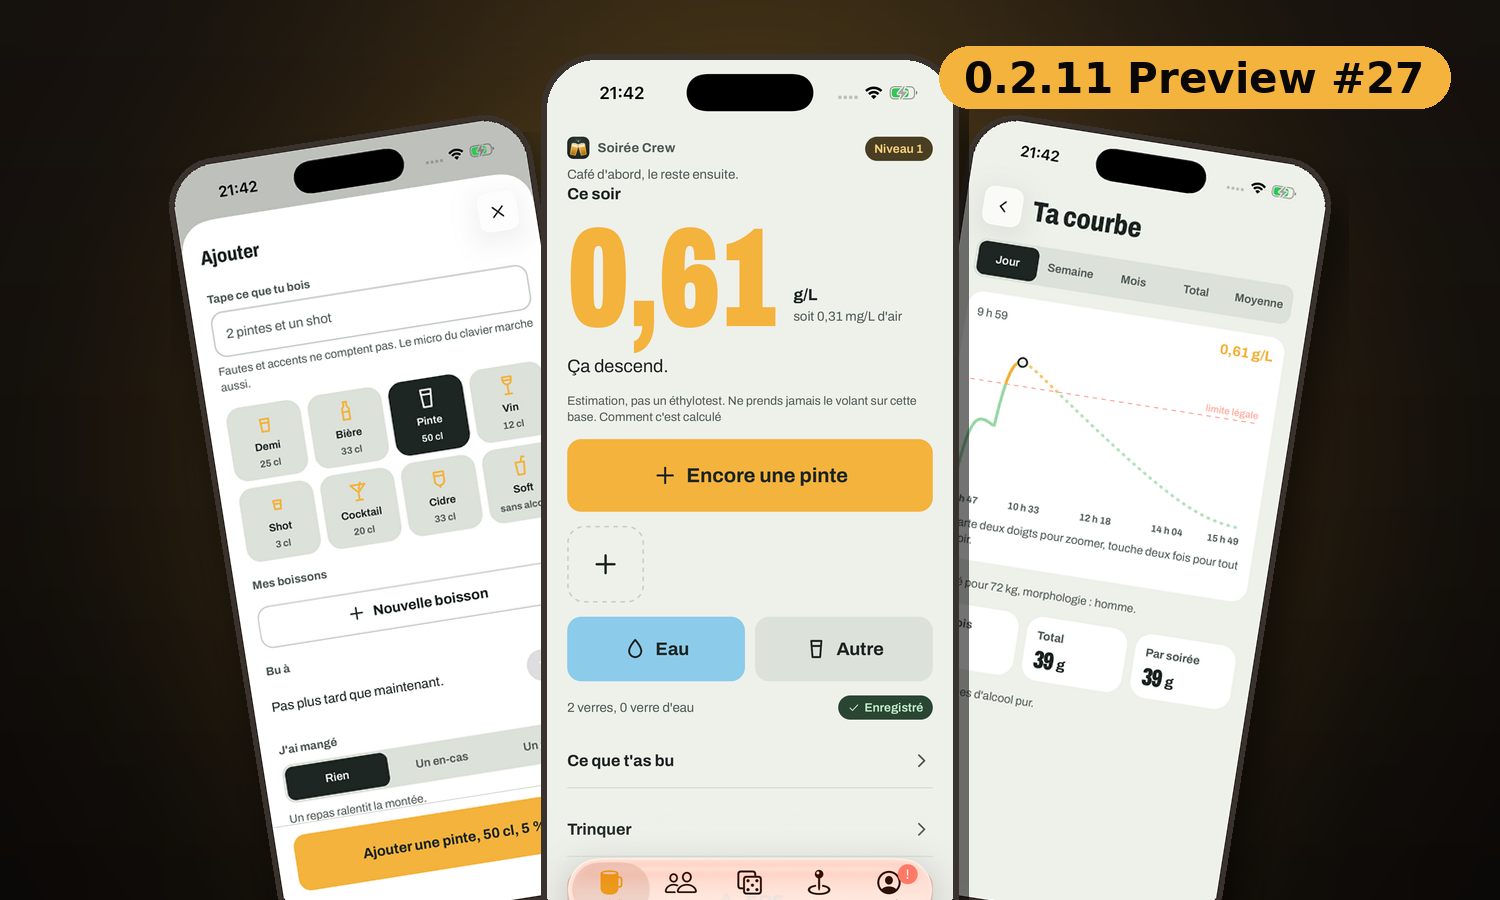 0.2.11 Preview #27
21:42
Ajouter
Tape ce que tu bois
2 pintes et un shot
Fautes et accents ne comptent pas. Le micro du clavier marche
aussi.
Demi
25 cl
Bière
33 cl
Pinte
50 cl
Vin
12 cl
Shot
3 cl
Cocktail
20 cl
Cidre
33 cl
Soft
sans alco
Mes boissons
+ Nouvelle boisson
Bu à
Pas plus tard que maintenant.
J'ai mangé
Rien
Un en-cas
Un
Un repas ralentit la montée.
Ajouter une pinte, 50 cl, 5 %
21:42
Soirée Crew
Niveau 1
Café d'abord, le reste ensuite.
Ce soir
0,61
g/L
soit 0,31 mg/L d'air
Ça descend.
Estimation, pas un éthylotest. Ne prends jamais le volant sur cette
base. Comment c'est calculé
+ Encore une pinte
+
Eau
Autre
2 verres, 0 verre d'eau
Enregistré
Ce que t'as bu
Trinquer
!
21:42
Ta courbe
Jour
Semaine
Mois
Total
Moyenne
9 h 59
0,61 g/L
limite légale
h 47
10 h 33
12 h 18
14 h 04
15 h 49
arte deux doigts pour zoomer, touche deux fois pour tout
oir.
é pour 72 kg, morphologie : homme.
ois
Total
39 g
Par soirée
39 g
es d'alcool pur.